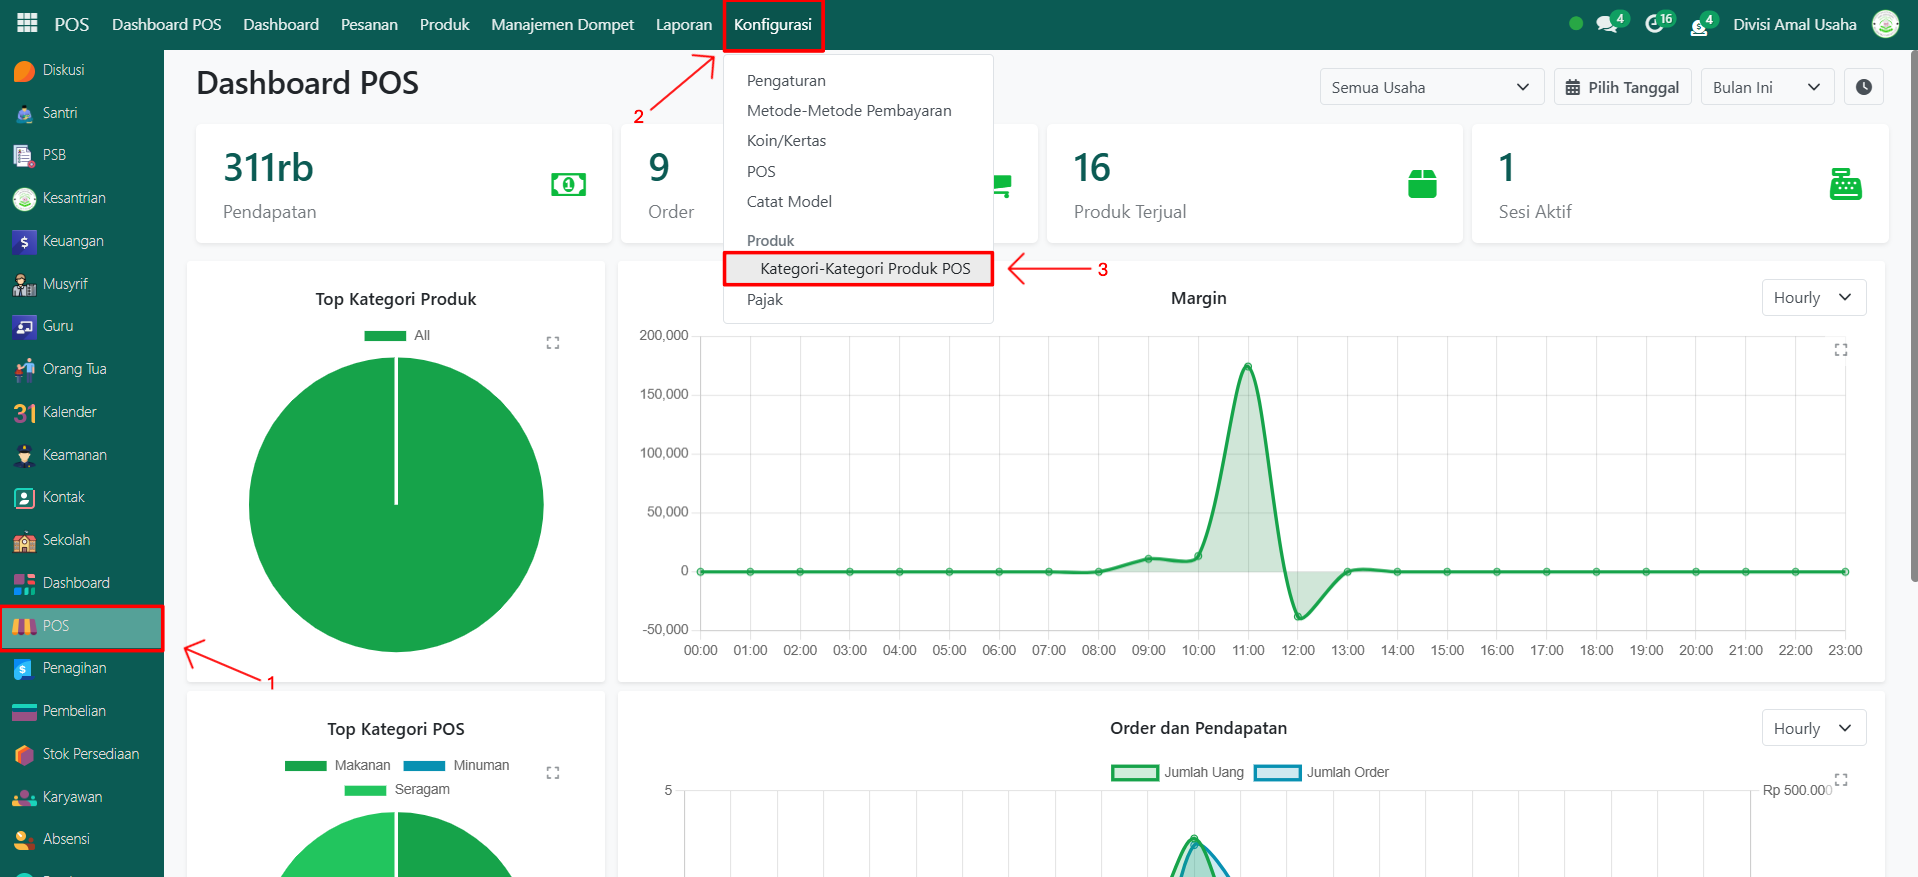 POS Dashboard POS Dashboard Pesanan Produk Manajemen Dompet Laporan Konfigurasi 4 16 4 Divisi Amal Usaha
Diskusi
Santri
PSB
Kesantrian
Keuangan
Musyrif
Guru
Orang Tua
31 Kalender
Keamanan
Kontak
Sekolah
Dashboard
POS
Penagihan
Pembelian
Stok Persediaan
Karyawan
Absensi
1
2
3
Pengaturan
Metode-Metode Pembayaran
Koin/Kertas
POS
Catat Model
Produk
Kategori-Kategori Produk POS
Pajak
Dashboard POS
Semua Usaha Pilih Tanggal Bulan Ini
311rb
Pendapatan
9
Order
16
Produk Terjual
1
Sesi Aktif
Top Kategori Produk
All
Margin
Hourly
200,000
150,000
100,000
50,000
0
-50,000
00:00 01:00 02:00 03:00 04:00 05:00 06:00 07:00 08:00 09:00 10:00 11:00 12:00 13:00 14:00 15:00 16:00 17:00 18:00 19:00 20:00 21:00 22:00 23:00
Top Kategori POS
Makanan Minuman
Seragam
Order dan Pendapatan
Hourly
Jumlah Uang Jumlah Order
5
Rp 500.000